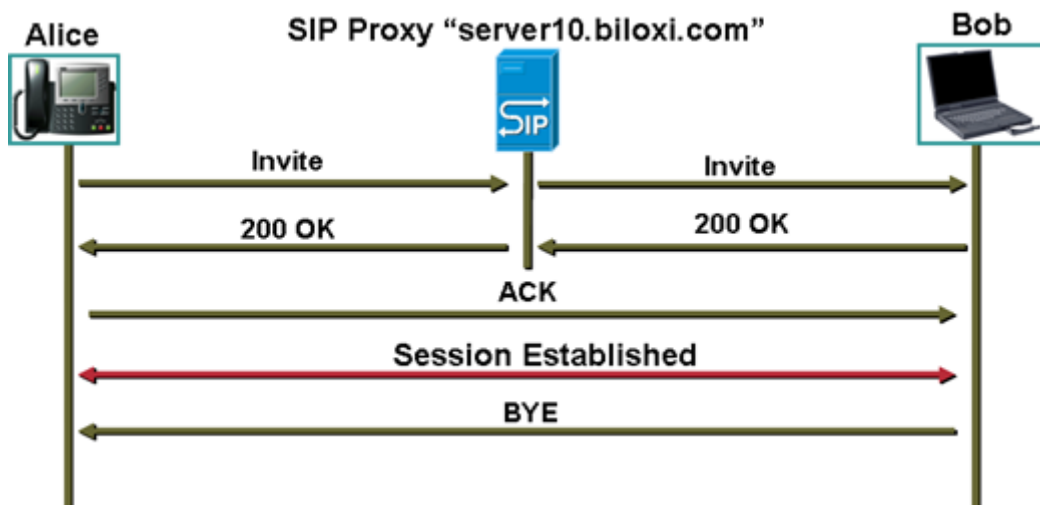 Alice
SIP Proxy “server10.biloxi.com”
Bob
SIP
Invite
Invite
200 OK
200 OK
ACK
Session Established
BYE